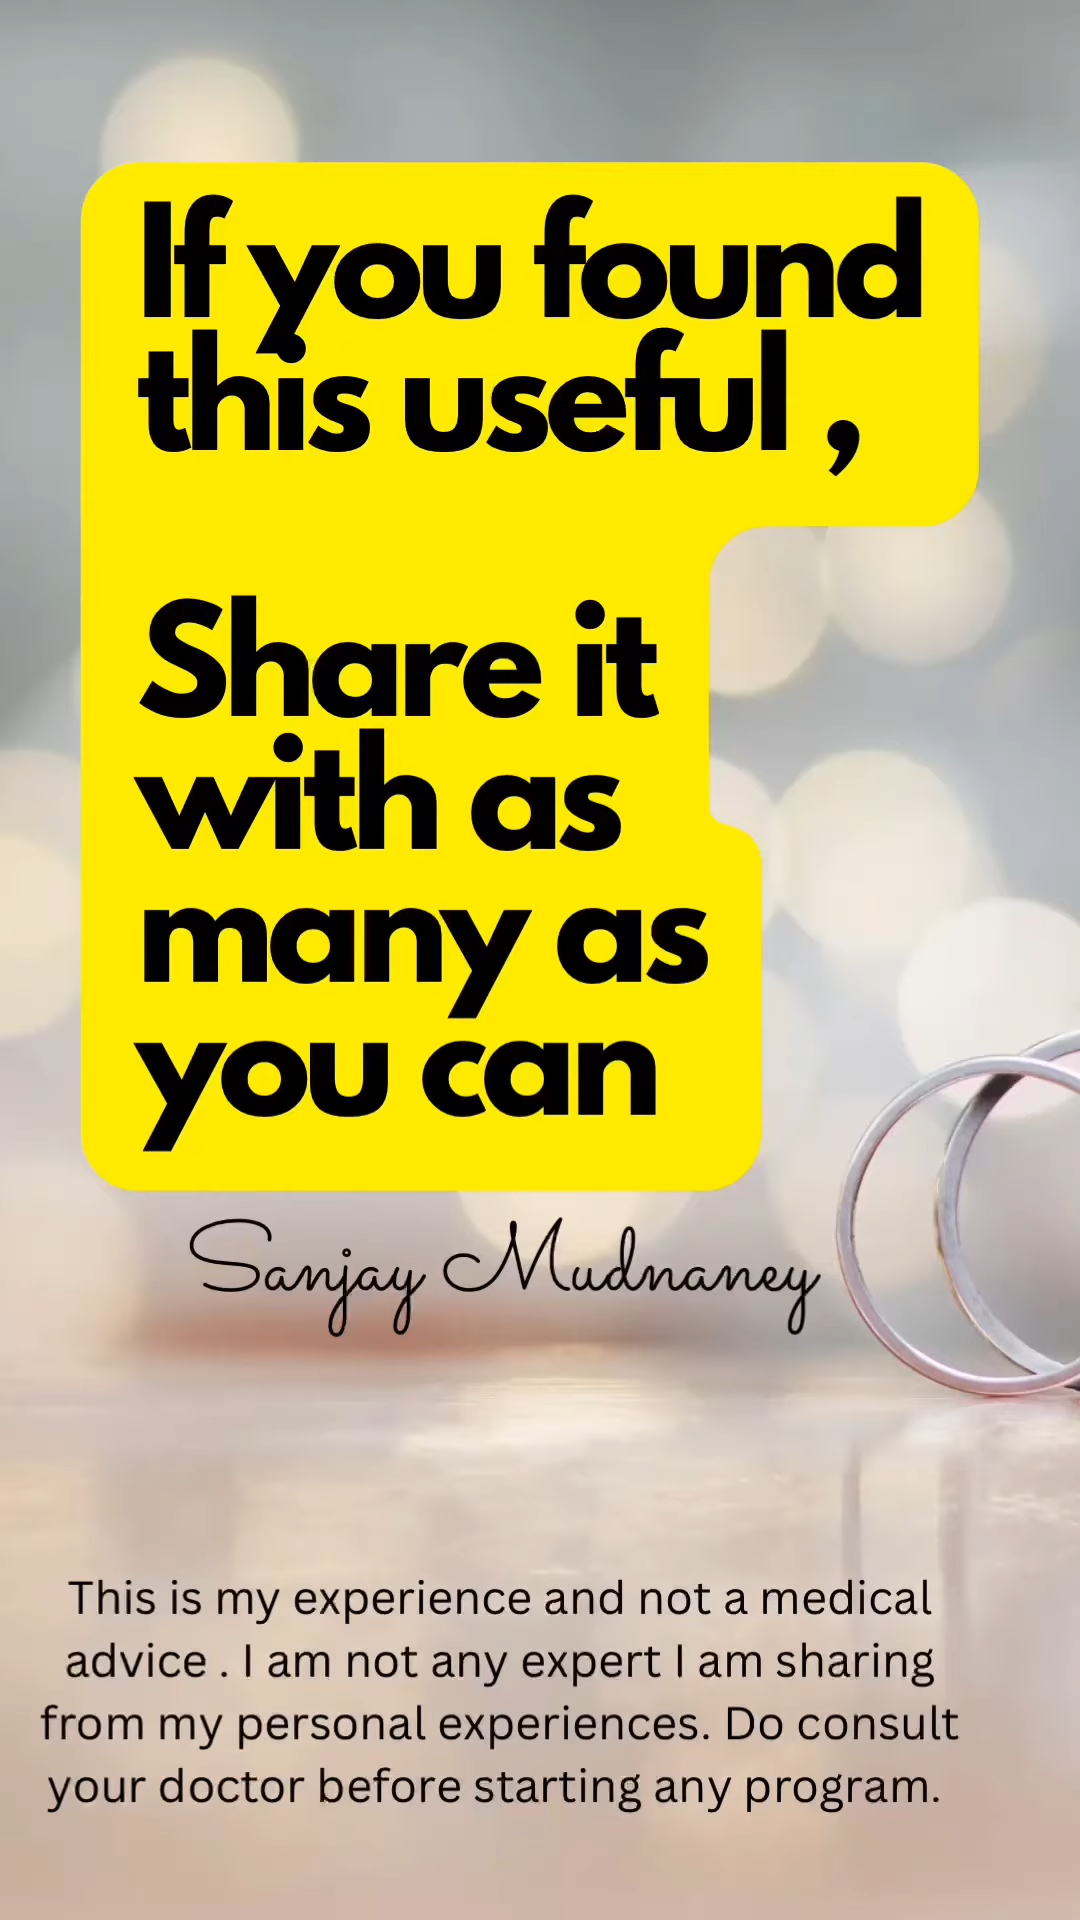 If you found
this useful ,
Share it
with as
many as
you can
Sanjay Mudnaney
This is my experience and not a medical
advice . I am not any expert I am sharing
from my personal experiences. Do consult
your doctor before starting any program.